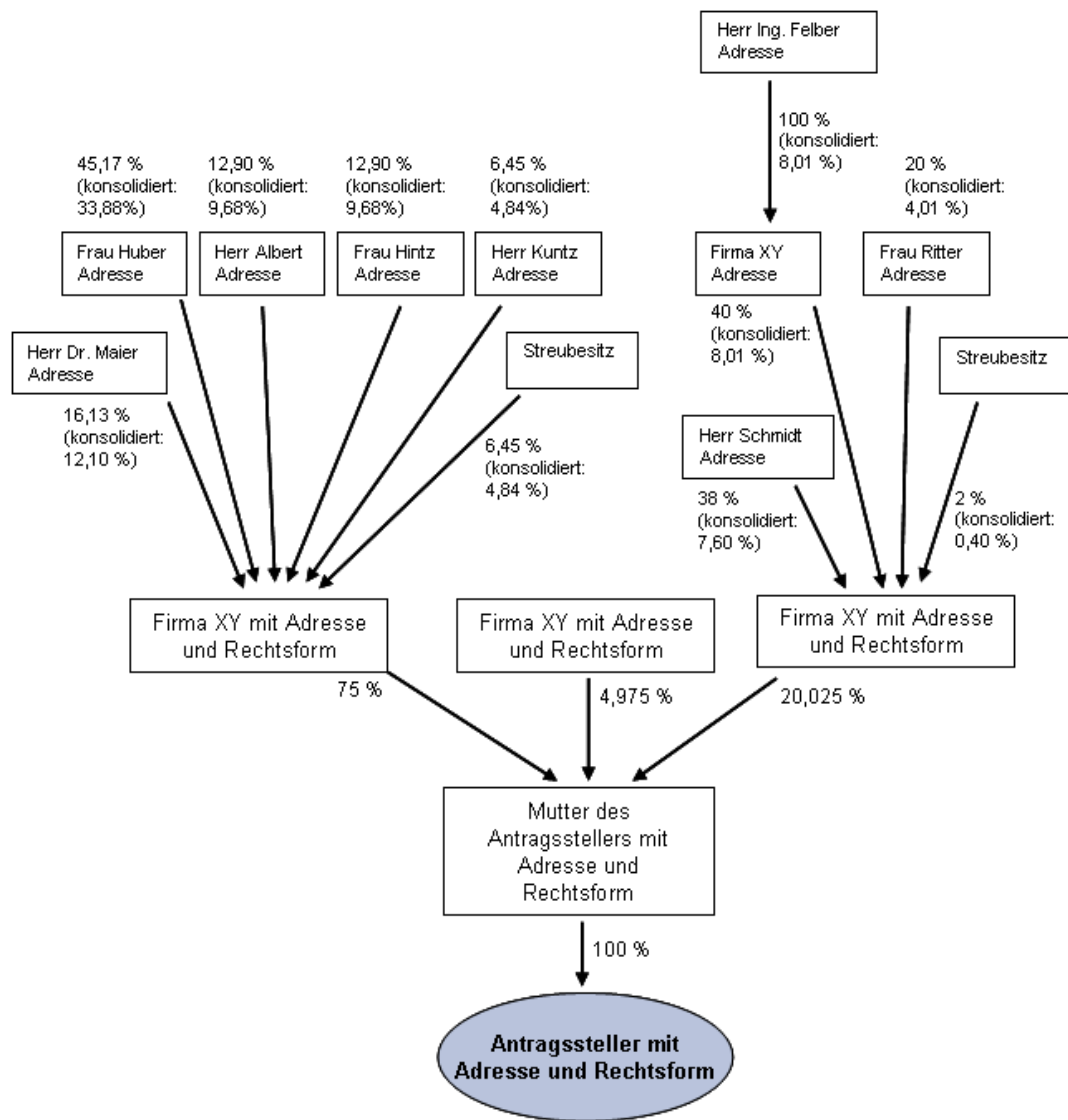 Herr Ing. Felber
Adresse
100 %
(konsolidiert:
8,01 %)
45,17 %
(konsolidiert:
33,88%)
12,90 %
(konsolidiert:
9,68%)
12,90 %
(konsolidiert:
9,68%)
6,45 %
(konsolidiert:
4,84%)
20 %
(konsolidiert:
4,01 %)
Frau Huber
Adresse
Herr Albert
Adresse
Frau Hintz
Adresse
Herr Kuntz
Adresse
Firma XY
Adresse
Frau Ritter
Adresse
40 %
(konsolidiert:
8,01 %)
Herr Dr. Maier
Adresse
Streubesitz
Streubesitz
16,13 %
(konsolidiert:
12,10 %)
6,45 %
(konsolidiert:
4,84 %)
Herr Schmidt
Adresse
38 %
(konsolidiert:
7,60 %)
2 %
(konsolidiert:
0,40 %)
Firma XY mit Adresse
und Rechtsform
Firma XY mit Adresse
und Rechtsform
Firma XY mit Adresse
und Rechtsform
75 %
4,975 %
20,025 %
Mutter des
Antragsstellers mit
Adresse und
Rechtsform
100 %
Antragssteller mit
Adresse und Rechtsform